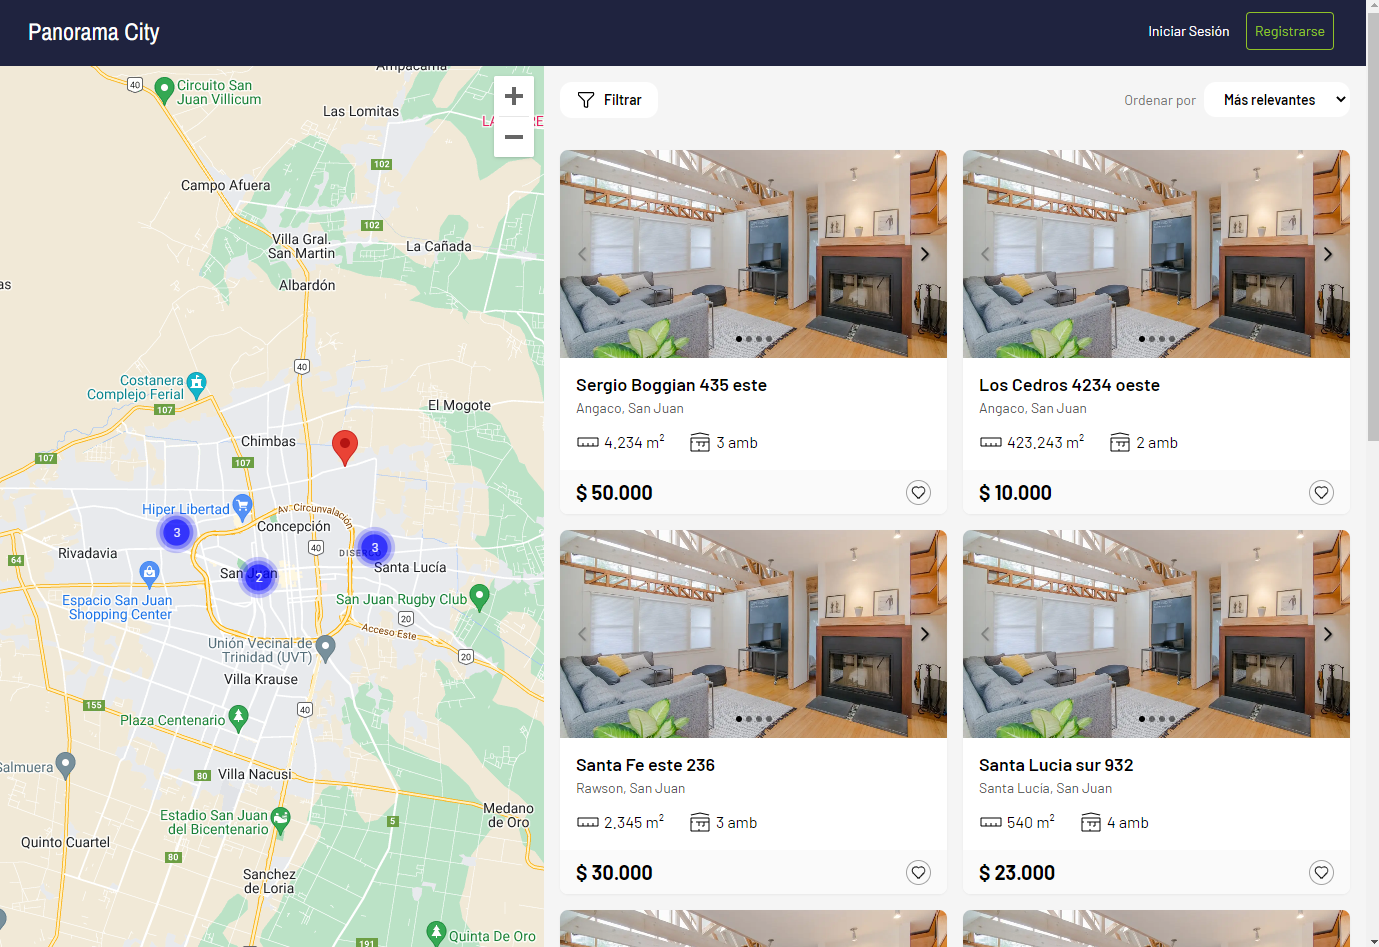 Panorama City
Iniciar Sesión
Registrarse
Ampacama
40
Circuito San
Juan Villicum
Las Lomitas
102
Campo Afuera
102
Villa Gral.
San Martin
La Cañada
Albardón
as
40
Costanera
Complejo Ferial
107
El Mogote
Chimbas
107
107
Hiper Libertad
Av. Circunvalación
Concepción
3
40
3
Rivadavia
64
Santa Lucía
San Juan
2
Espacio San Juan
Shopping Center
San Juan Rugby Club
20
Acceso Este
Unión Vecinal de
Trinidad (UVT)
20
Villa Krause
155
40
Plaza Centenario
Salmuera
80
Villa Nacusi
Estadio San Juan
del Bicentenario
5
Medano
de Oro
Quinto Cuartel
80
Sanchez
de Loria
191
Quinta De Oro
Filtrar
Ordenar por
Más relevantes
Sergio Boggian 435 este
Angaco, San Juan
4.234 m²
3 amb
$ 50.000
Los Cedros 4234 oeste
Angaco, San Juan
423.243 m²
2 amb
$ 10.000
Santa Fe este 236
Rawson, San Juan
2.345 m²
3 amb
$ 30.000
Santa Lucia sur 932
Santa Lucía, San Juan
540 m²
4 amb
$ 23.000